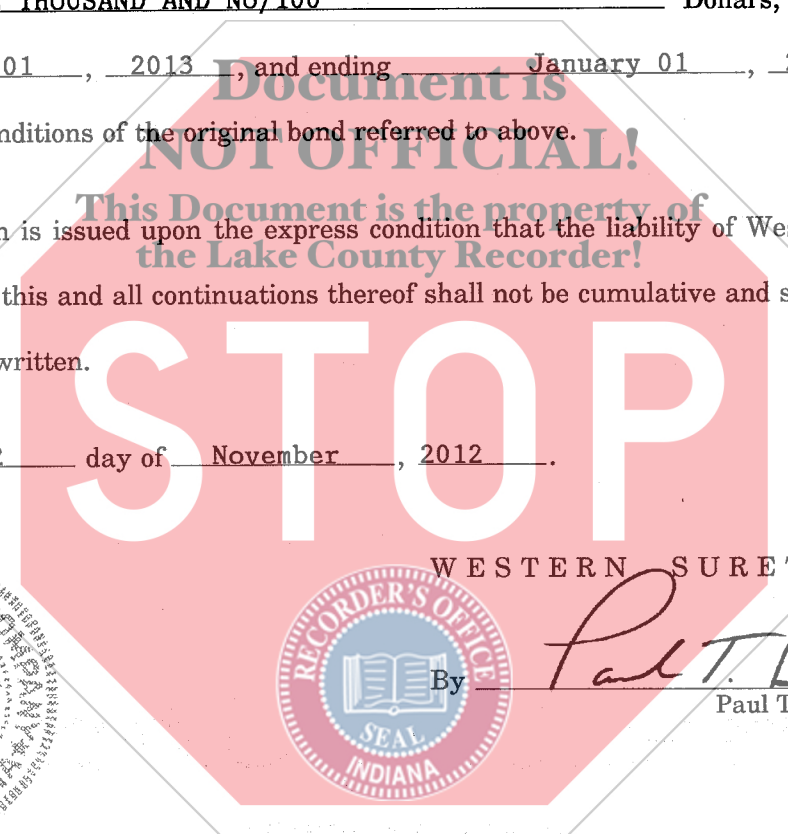 THOUSAND AND NO/100 Dollars,
01, 2013, and ending January 01,
Document is
nditions of the original bond referred to above.
NOT OFFICIAL!
This Document is the property of
n is issued upon the express condition that the liability of Wes
the Lake County Recorder!
this and all continuations thereof shall not be cumulative and s
written.
STOP
day of November, 2012.
WESTERN SURET
RECORDER'S OFFICE
SEAL
INDIANA
By Paul T.
Paul T